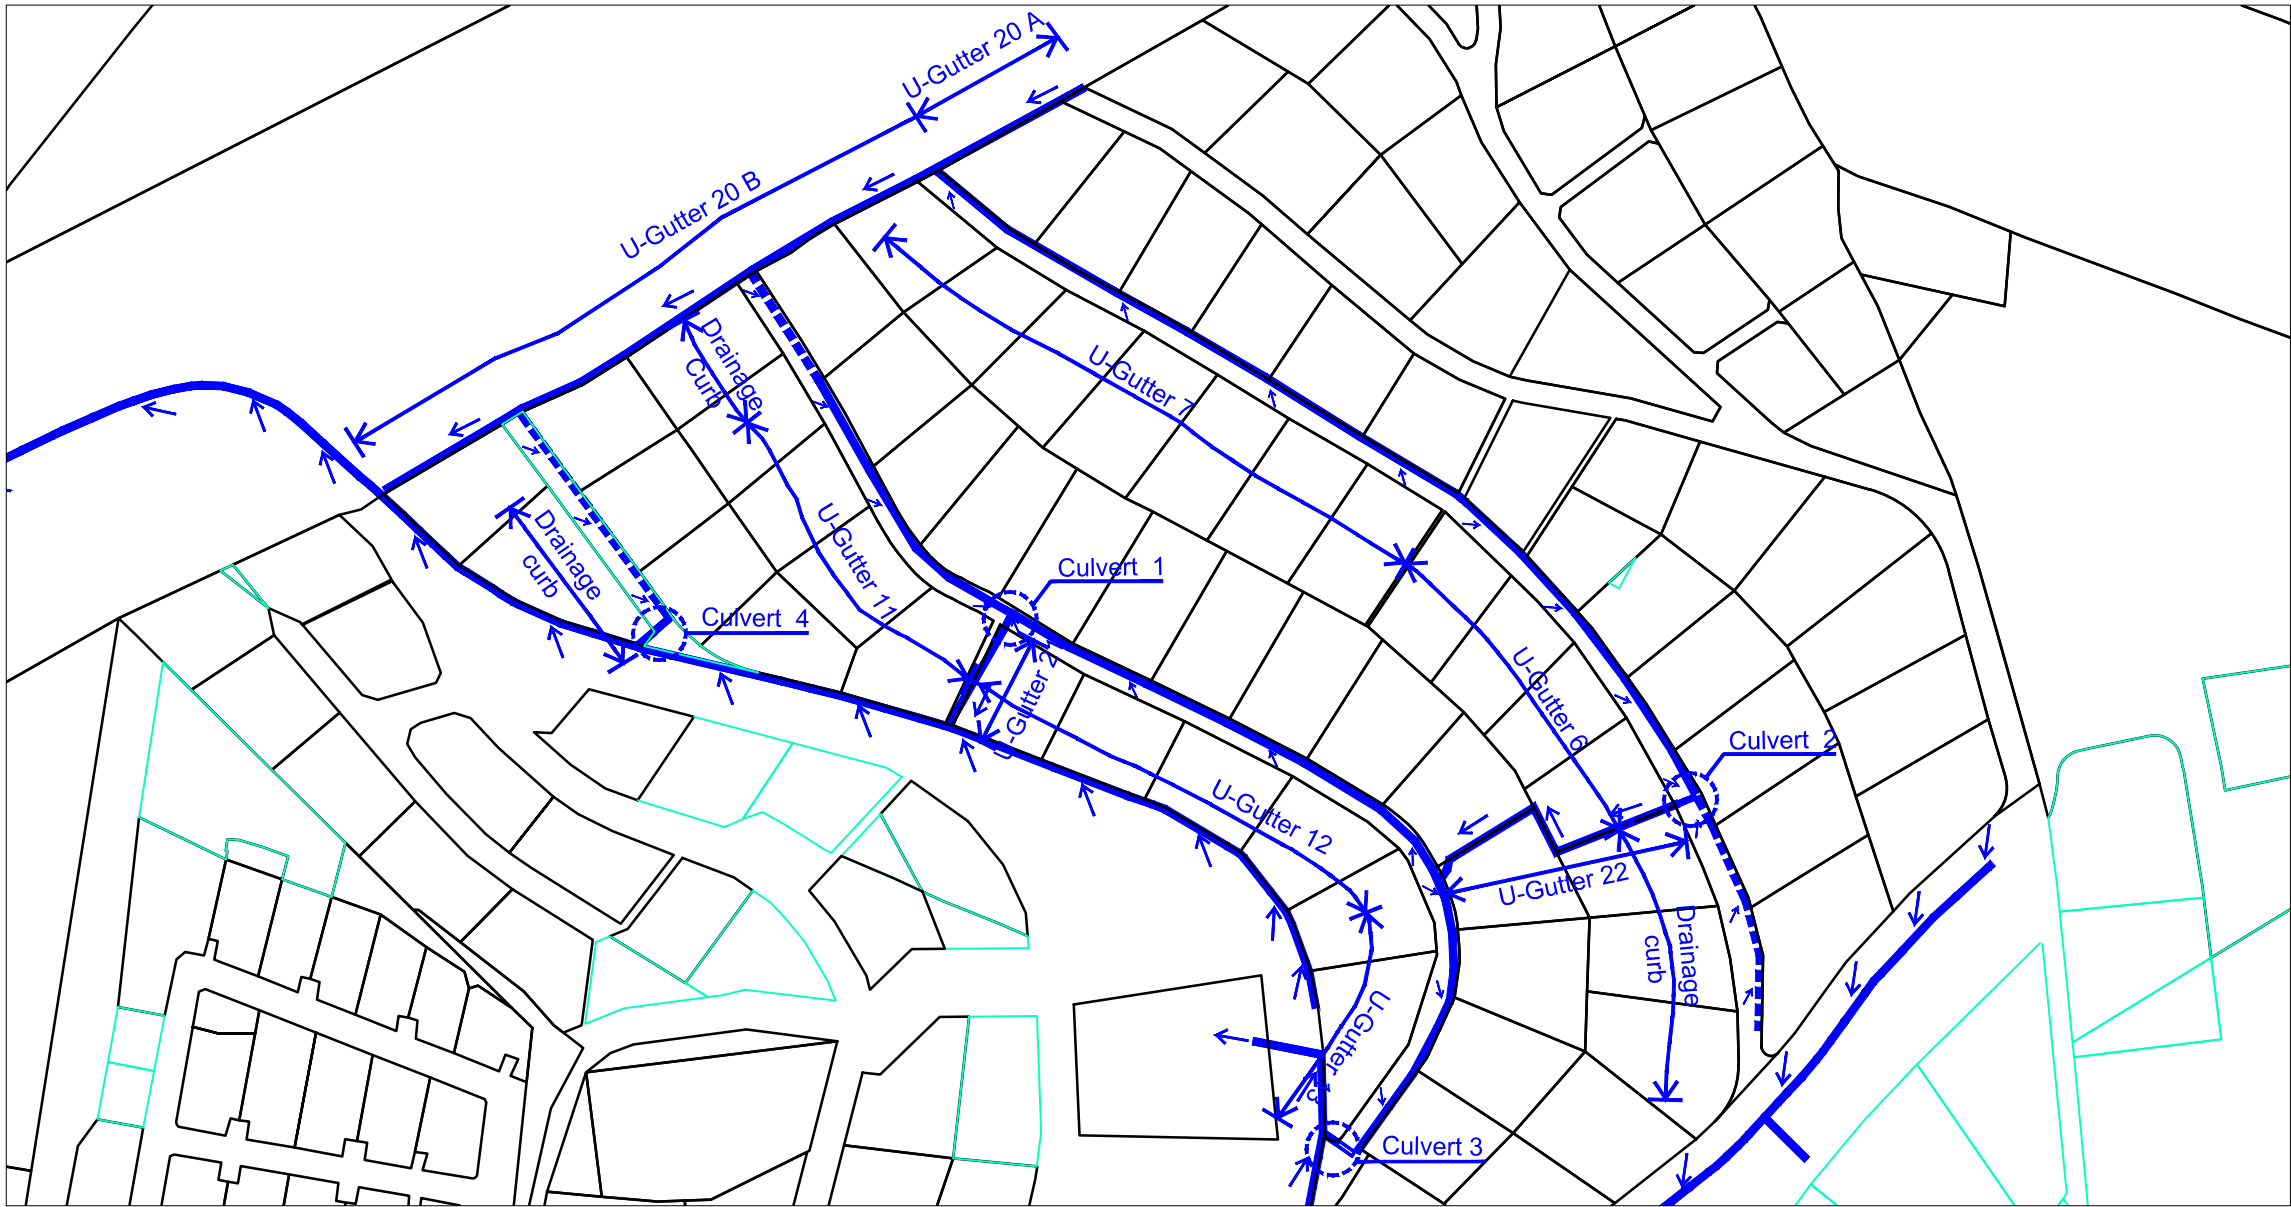 U-Gutter 20 A
U-Gutter 20 B
Drainage
Curb
U-Gutter 7
Drainage
curb
U-Gutter 11
Culvert 1
Culvert 4
U-Gutter 2
U-Gutter 6
Culvert 2
U-Gutter 12
U-Gutter 22
Drainage
curb
U-Gutter
Culvert 3